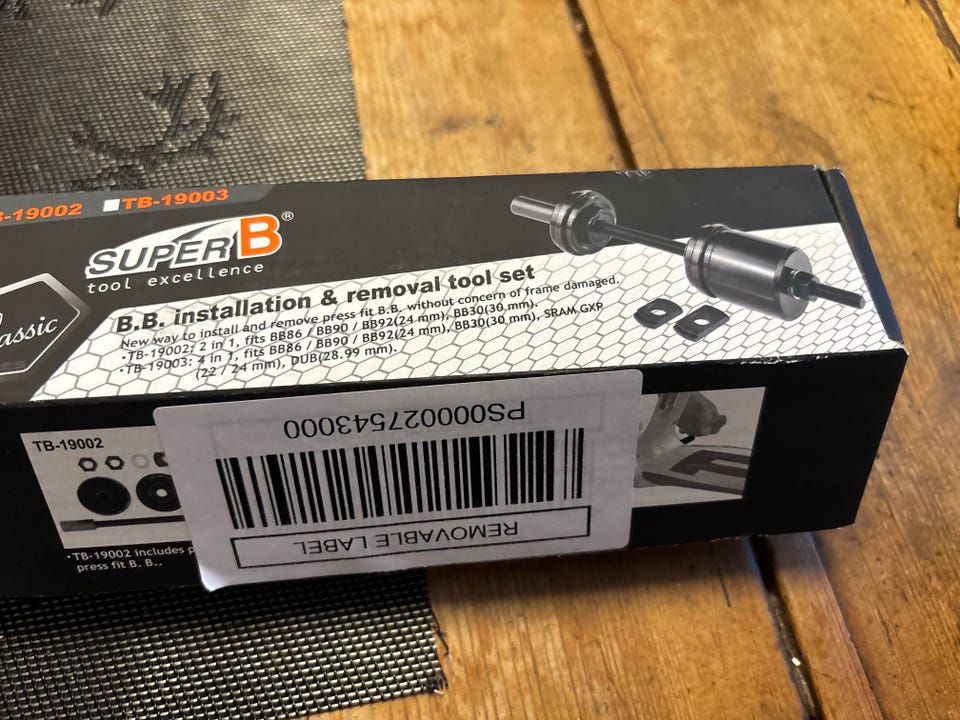 -19002 TB-19003
SUPER B®
tool excellence
assic
B.B. installation & removal tool set
New way to install and remove press fit B.B. without concern of frame damaged.
•TB-19002: 2 in 1, fits BB86 / BB90 / BB92(24 mm), BB30(30 mm).
•TB-19003: 4 in 1, fits BB86 / BB90 / BB92(24 mm), BB30(30 mm), SRAM GXP
(22 / 24 mm), DUB(28.99 mm).
TB-19002
PS000027543000
REMOVABLE LABEL
•TB-19002 includes p
press fit B. B..